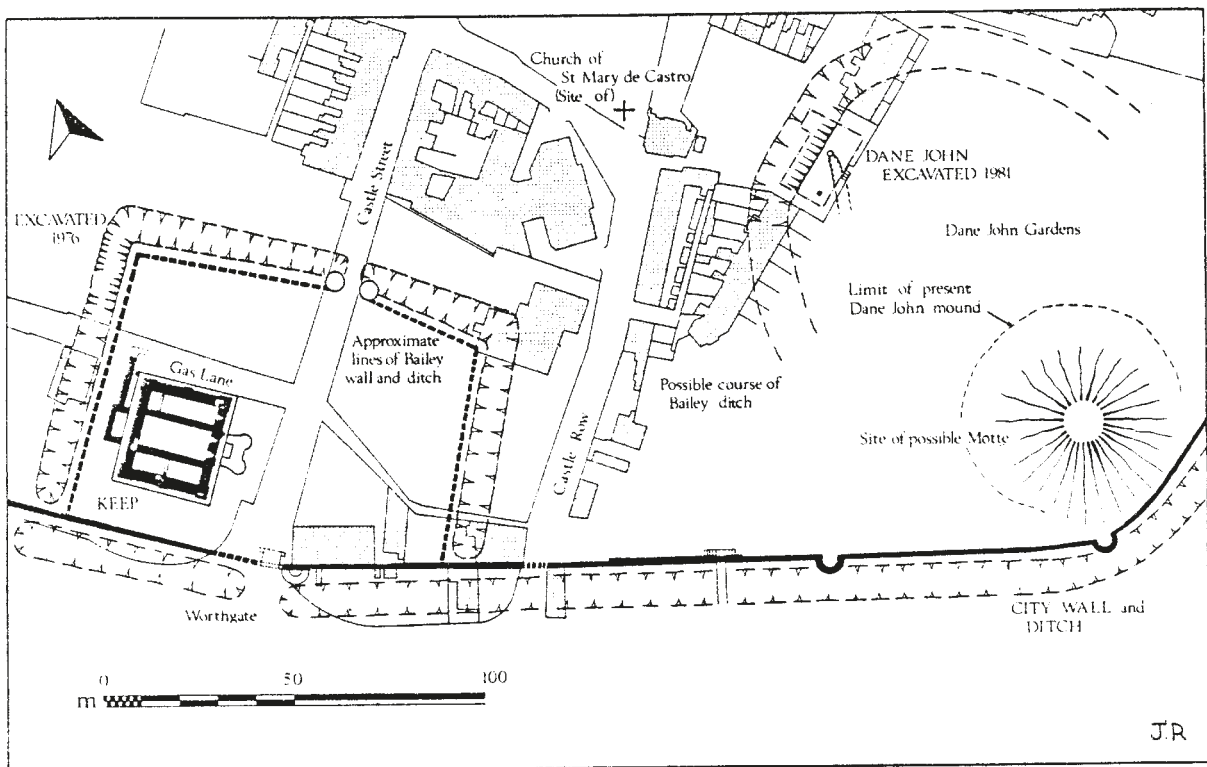 Church of
St Mary de Castro
(Site of)
DANE JOHN
EXCAVATED 1981
Castle Street
EXCAVATED
1976
Dane John Gardens
Limit of present
Dane John mound
Approximate
lines of Bailey
wall and ditch
Gas Lane
Possible course of
Bailey ditch
Castle Row
Site of possible Motte
KEEP
Worthgate
CITY WALL and
DITCH
0 50 100
m
J.R